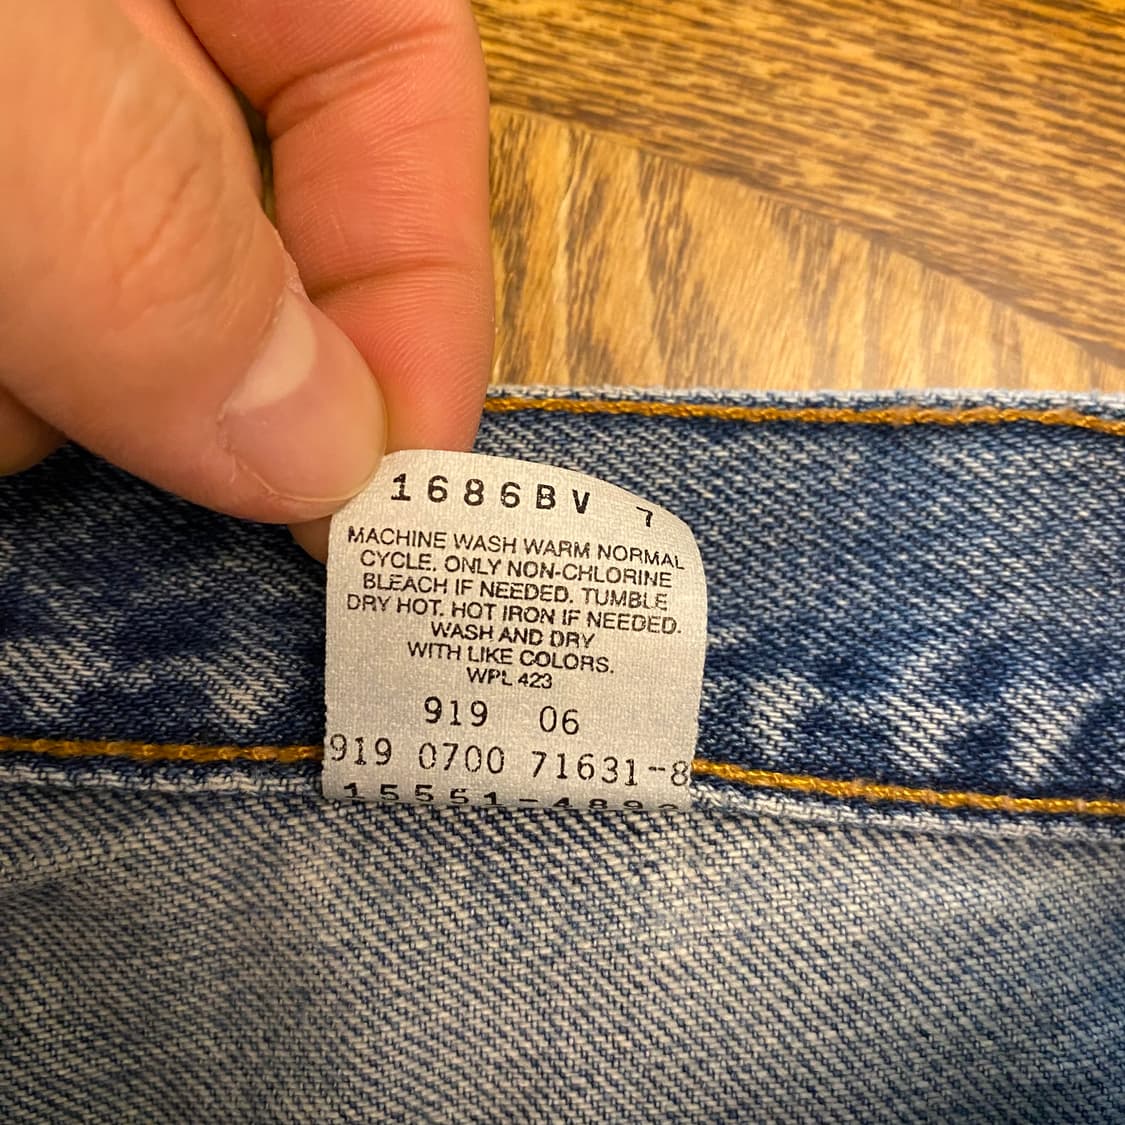 1686BV 7
MACHINE WASH WARM NORMAL
CYCLE. ONLY NON-CHLORINE
BLEACH IF NEEDED. TUMBLE
DRY HOT. HOT IRON IF NEEDED.
WASH AND DRY
WITH LIKE COLORS.
WPL 423
919 06
919 0700 71631-8